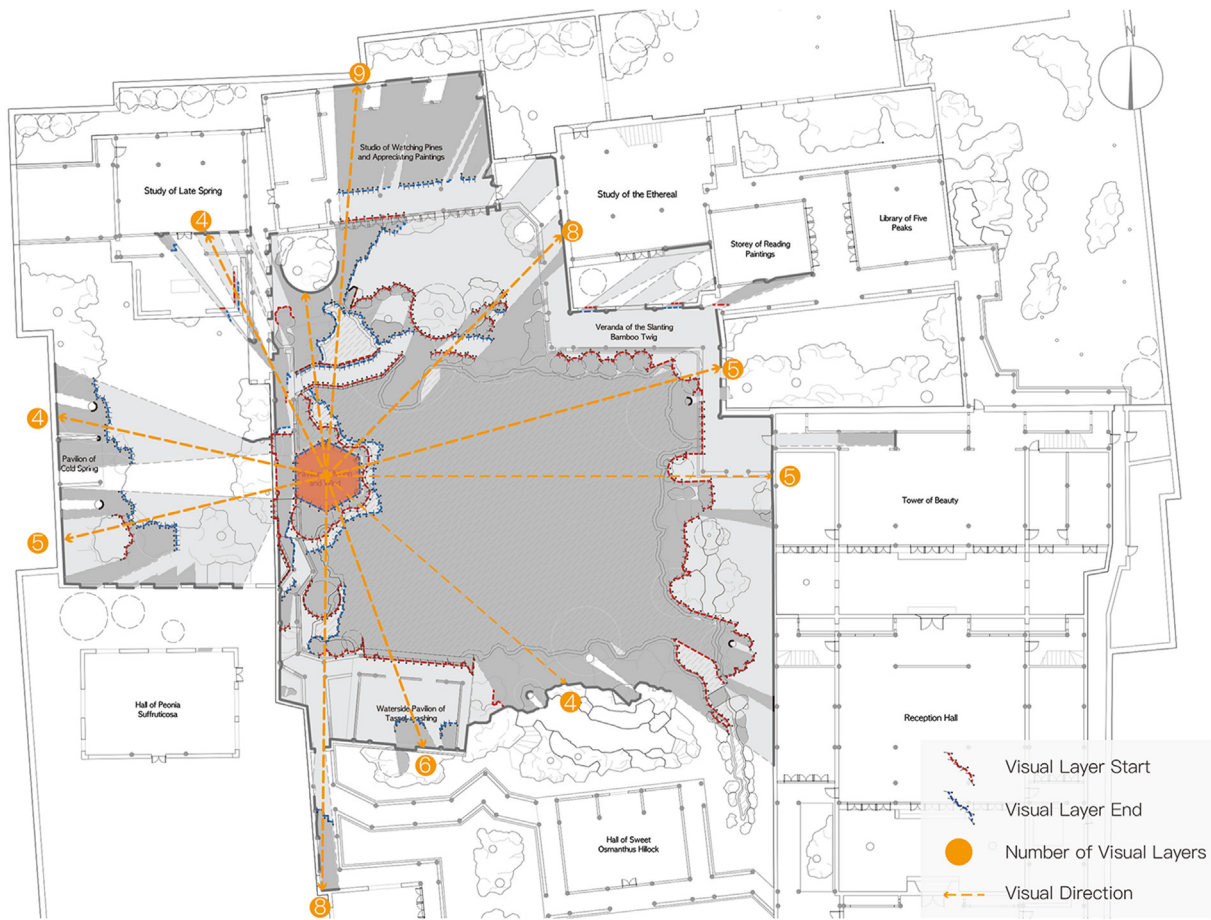 N
9
Studio of Watching Pines
and Appreciating Paintings
Study of Late Spring
Study of the Ethereal
4
Library of Five
Peaks
8
Storey of Reading
Paintings
Veranda of the Slanting
Bamboo Twig
5
4
Pavilion of
Cold Spring
5
Tower of Beauty
5
4
Hall of Peonia
Suffruticosa
Waterside Pavilion of
Tassel-washing
Reception Hall
6
Hall of Sweet
Osmanthus Hillock
8
Visual Layer Start
Visual Layer End
Number of Visual Layers
Visual Direction